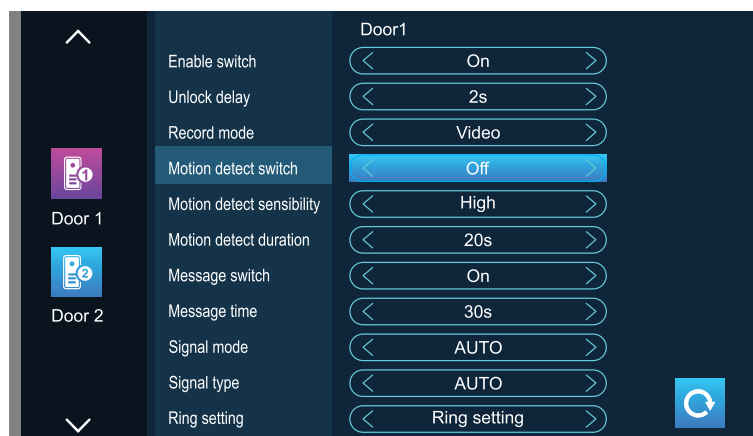 Door1
Enable switch On
Unlock delay 2s
Record mode Video
Motion detect switch Off
Motion detect sensibility High
Motion detect duration 20s
Message switch On
Message time 30s
Signal mode AUTO
Signal type AUTO
Ring setting Ring setting
1
Door 1
2
Door 2